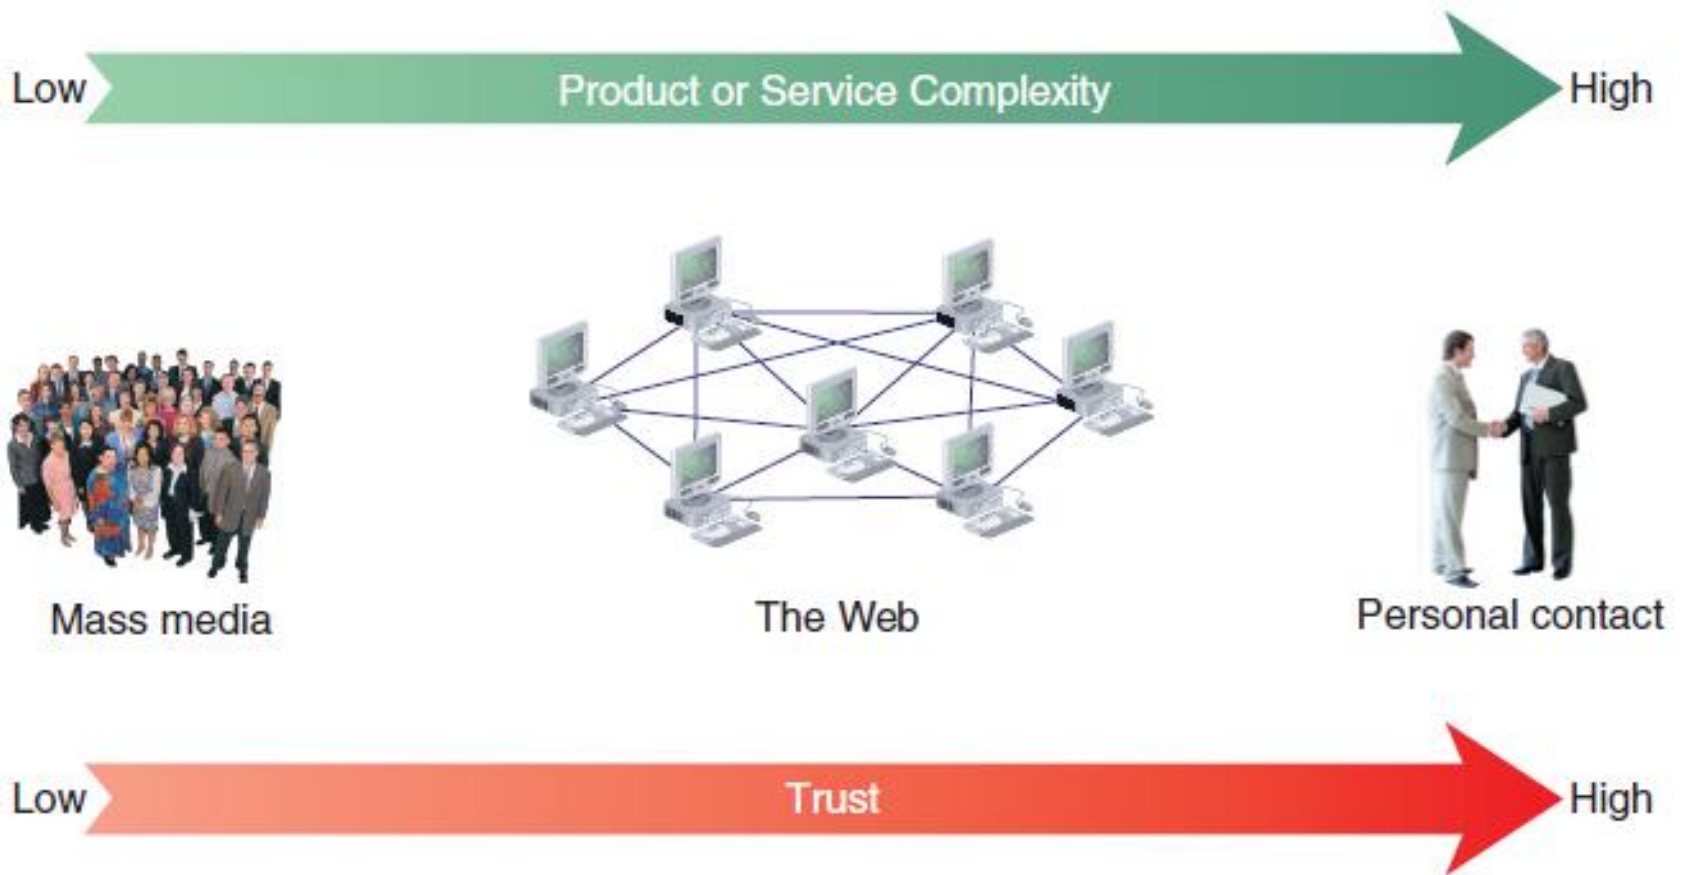 Low
Product or Service Complexity
High
Mass media
The Web
Personal contact
Low
Trust
High